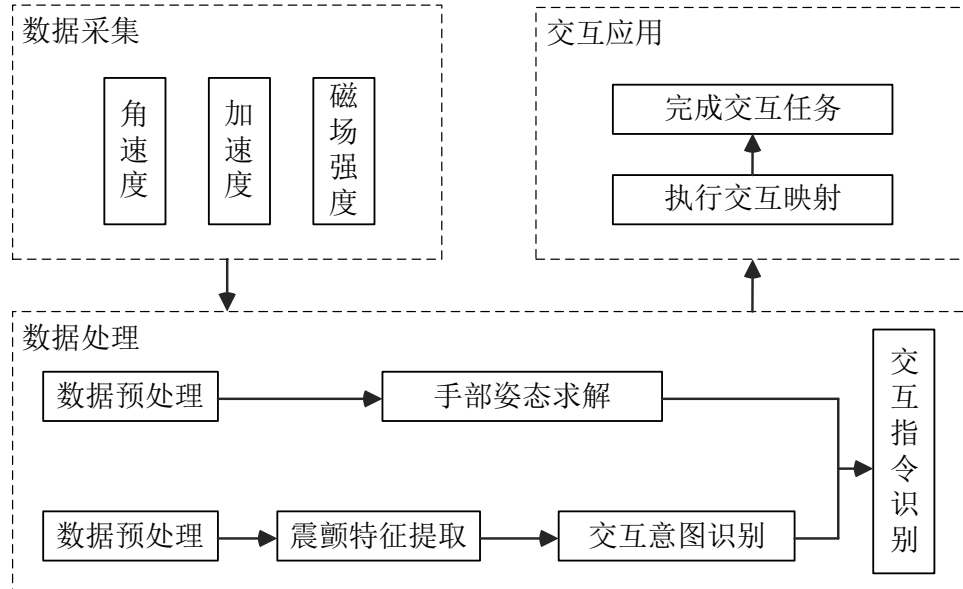 数据采集
角速度
加速度
磁场强度
交互应用
完成交互任务
执行交互映射
数据处理
数据预处理
手部姿态求解
数据预处理
震颤特征提取
交互意图识别
交互指令识别